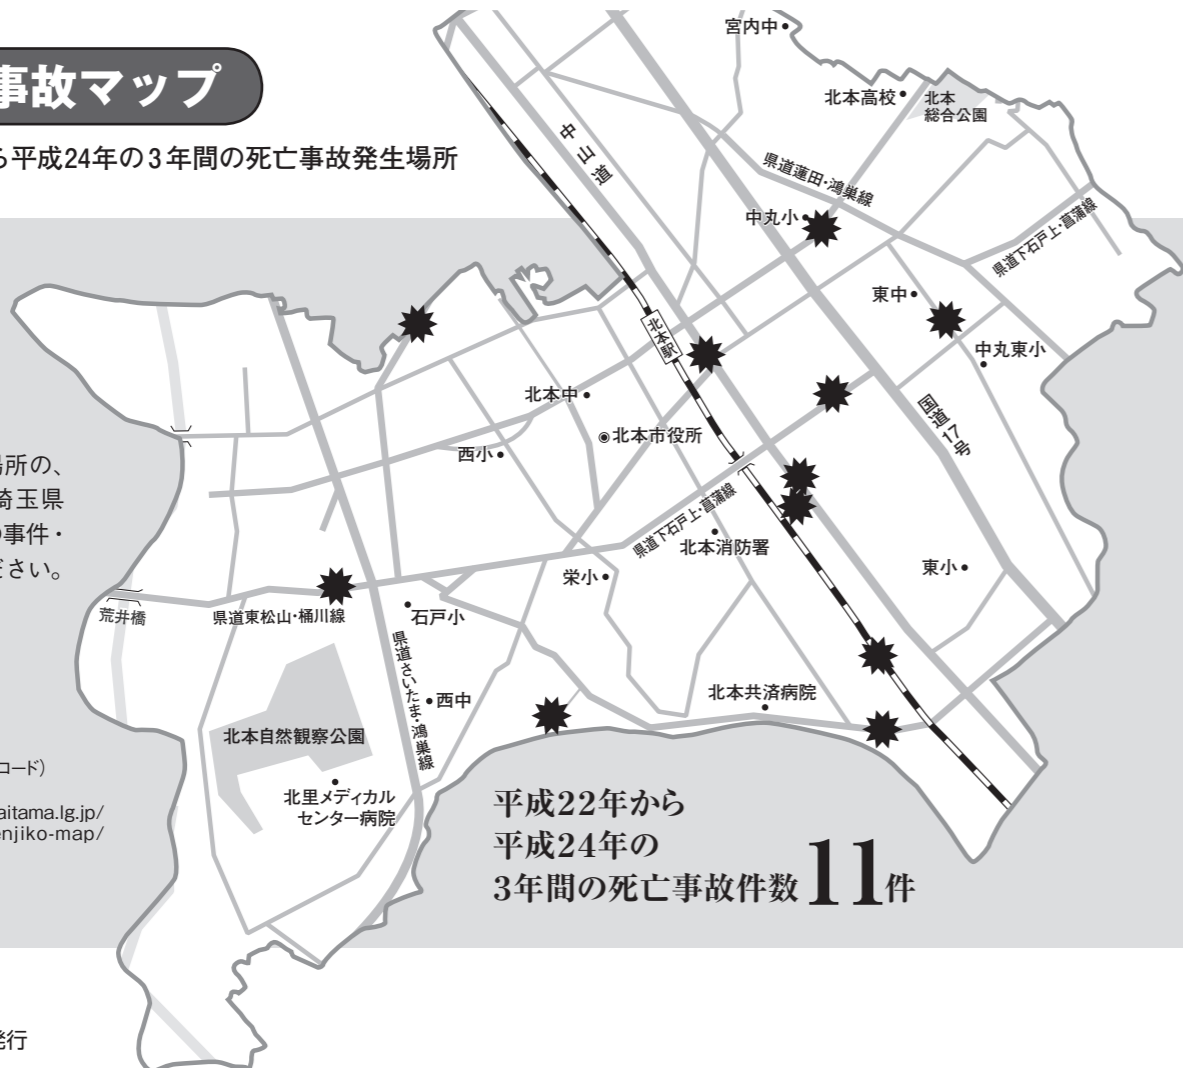 事故マップ
ら平成24年の3年間の死亡事故発生場所
場所の、
埼玉県
の事件・
ださい。
コード）
aitama.lg.jp/
enjiko-map/
発行
宮内中
北本高校
北本
総合公園
中山道
県道蓮田・鴻巣線
中丸小
県道下石戸上・菖蒲線
東中
中丸東小
北本駅
北本中
北本市役所
国道17号
西小
県道下石戸上・菖蒲線
北本消防署
栄小
東小
荒井橋
県道東松山・桶川線
石戸小
県道さいたま・鴻巣線
西中
北本共済病院
北本自然観察公園
北里メディカル
センター病院
平成22年から
平成24年の
3年間の死亡事故件数11件